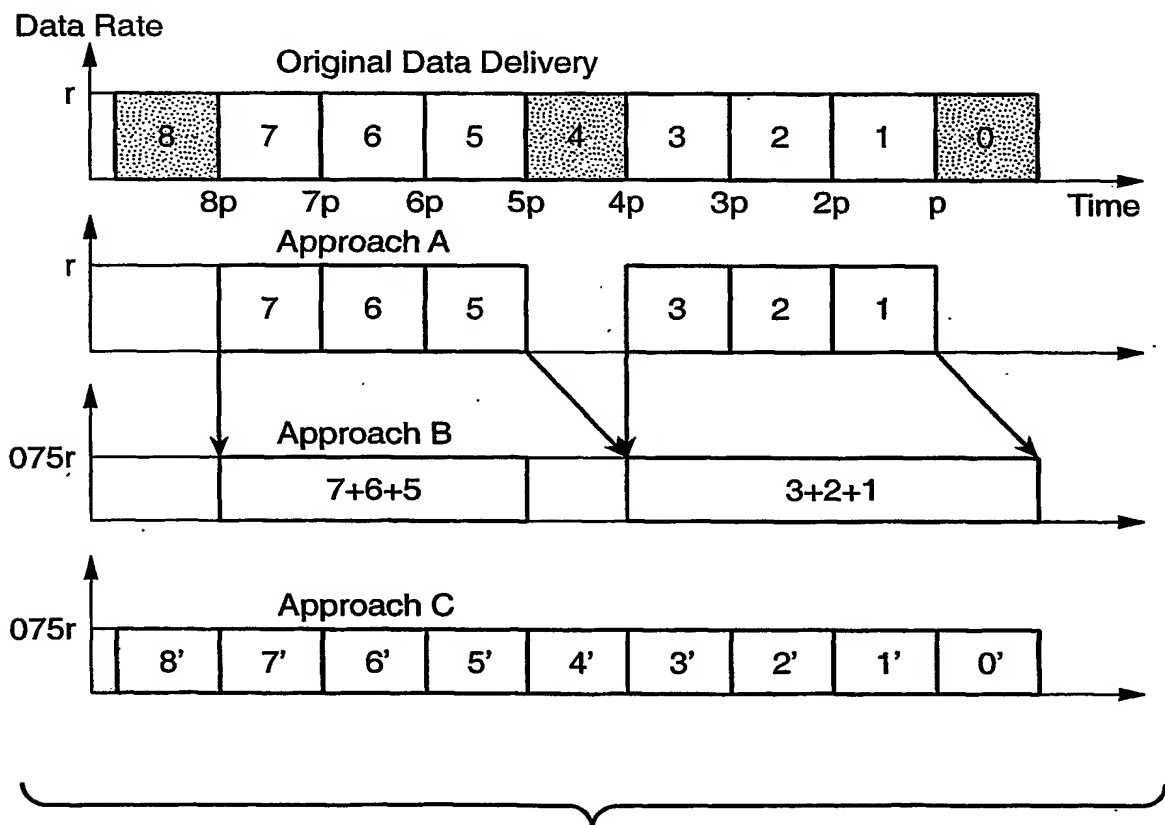 Data Rate
Original Data Delivery
r
8 7 6 5 4 3 2 1 0
8p 7p 6p 5p 4p 3p 2p p Time
Approach A
r
7 6 5 3 2 1
Approach B
075r
7+6+5 3+2+1
Approach C
075r
8' 7' 6' 5' 4' 3' 2' 1' 0'